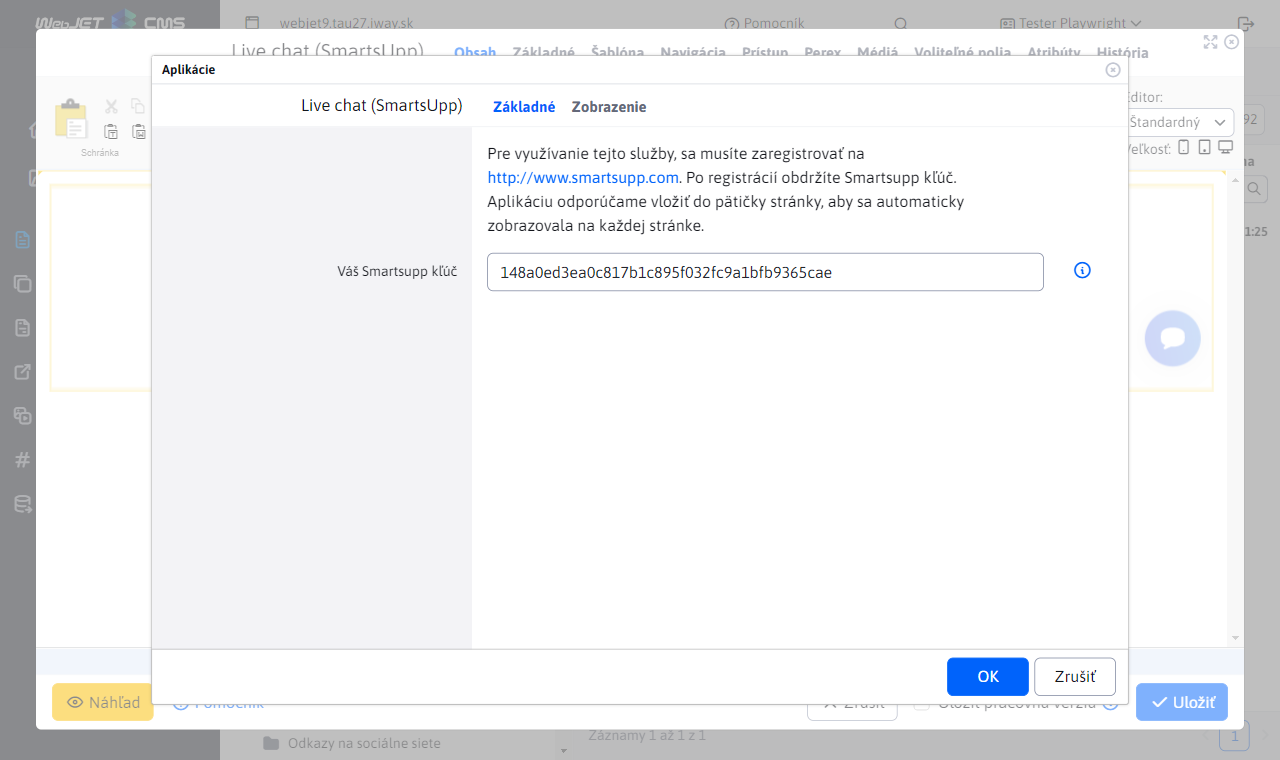 WebJET CMS
webjet9.tau27.iway.sk
Pomocník
Tester Playwright
Live chat (SmartsUpp)
Obsah Základné Šablóna Navigácia Prístup Perex Médiá Voliteľné polia Atribúty História
Aplikácie
Live chat (SmartsUpp)
Základné Zobrazenie
Editor:
Štandardný
92
Veľkosť:
Schránka
1:25
Pre využívanie tejto služby, sa musíte zaregistrovať na
http://www.smartsupp.com. Po registrácií obdržíte Smartsupp kľúč.
Aplikáciu odporúčame vložiť do pätičky stránky, aby sa automaticky
zobrazovala na každej stránke.
Váš Smartsupp kľúč
148a0ed3ea0c817b1c895f032fc9a1bfb9365cae
OK
Zrušiť
Náhľad
Pomocník
Zrušiť
Uložiť pracovnú verziu
Uložiť
Odkazy na sociálne siete
Záznamy 1 až 1 z 1
1